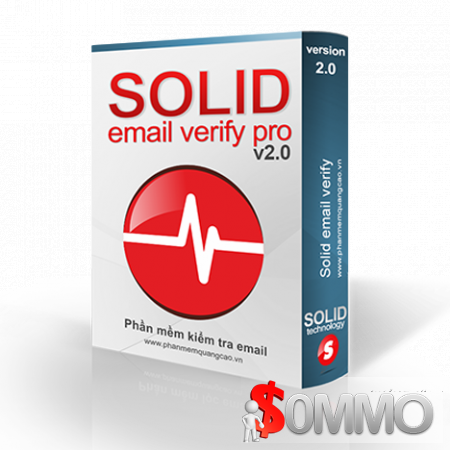 SOLID
email verify pro
v2.0
Phần mềm kiểm tra email
www.phanmemquangcao.vn
version
2.0
Solid email verify
www.phanmemquangcao.vn
SOLID
technology
S
$0MMO